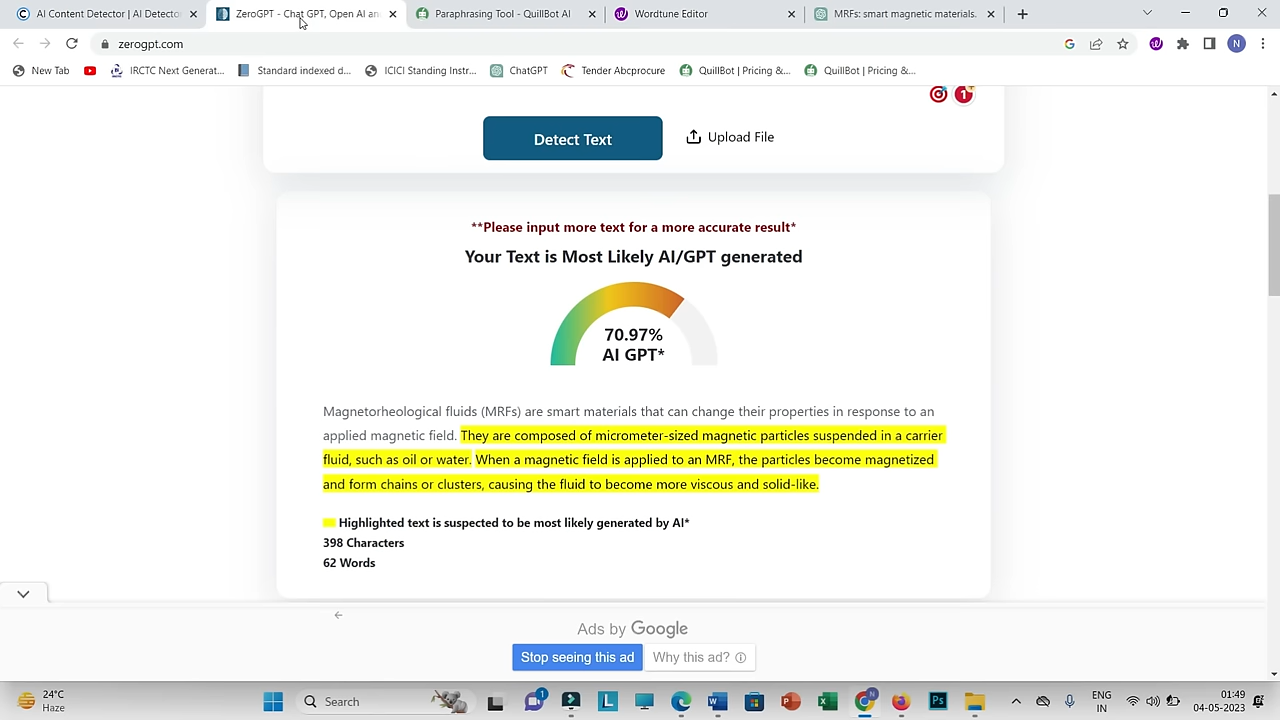 AI Content Detector | AI Detector
ZeroGPT - Chat GPT, Open AI an
Paraphrasing Tool - QuillBot AI
Wordtune Editor
MRFs: smart magnetic materials.
zerogpt.com
N
New Tab
IRCTC Next Generat...
Standard indexed d...
ICICI Standing Instr...
ChatGPT
Tender Abcprocure
QuillBot | Pricing &...
QuillBot | Pricing &...
1
Detect Text
Upload File
**Please input more text for a more accurate result*
Your Text is Most Likely AI/GPT generated
70.97%
AI GPT*
Magnetorheological fluids (MRFs) are smart materials that can change their properties in response to an
applied magnetic field. They are composed of micrometer-sized magnetic particles suspended in a carrier
fluid, such as oil or water. When a magnetic field is applied to an MRF, the particles become magnetized
and form chains or clusters, causing the fluid to become more viscous and solid-like.
Highlighted text is suspected to be most likely generated by AI*
398 Characters
62 Words
Ads by Google
Stop seeing this ad
Why this ad?
24°C
Haze
Search
1
L
N
Ps
ENG
IN
01:49
04-05-2023